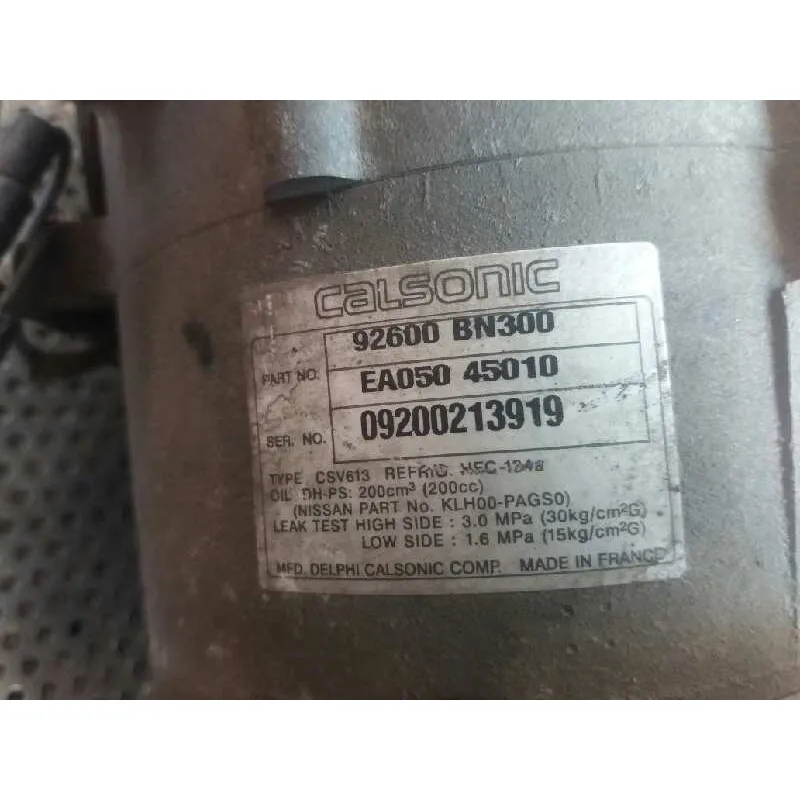 CALSONIC
92600 BN300
PART NO. EA050 45010
SER. NO. 09200213919
TYPE CSV613 REFRIG. HFC-134a
OIL DH-PS: 200cm³ (200cc)
(NISSAN PART No. KLH00-PAGS0)
LEAK TEST HIGH SIDE : 3.0 MPa (30kg/cm²G)
LOW SIDE : 1.6 MPa (15kg/cm²G)
MFD. DELPHI CALSONIC COMP. MADE IN FRANCE